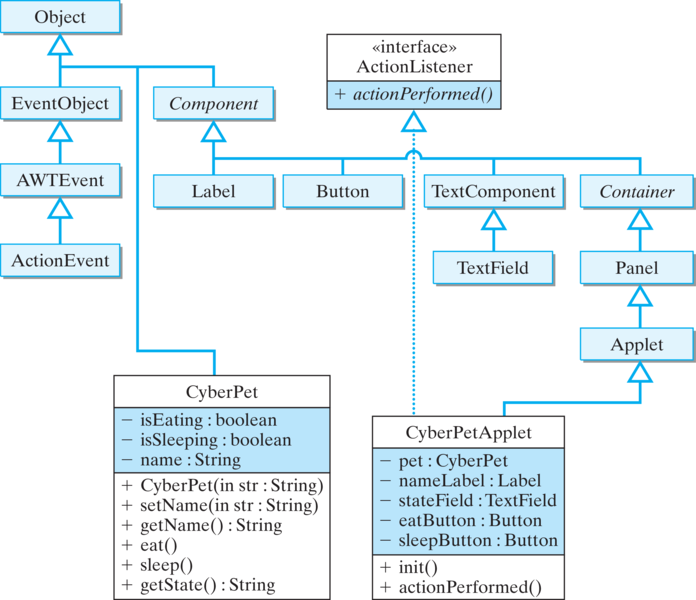 Object
«interface»
ActionListener
+ actionPerformed()
EventObject
Component
AWTEvent
Label
Button
TextComponent
Container
ActionEvent
TextField
Panel
Applet
CyberPet
– isEating : boolean
– isSleeping : boolean
– name : String
+ CyberPet(in str : String)
+ setName(in str : String)
+ getName() : String
+ eat()
+ sleep()
+ getState() : String
CyberPetApplet
– pet : CyberPet
– nameLabel : Label
– stateField : TextField
– eatButton : Button
– sleepButton : Button
+ init()
+ actionPerformed()